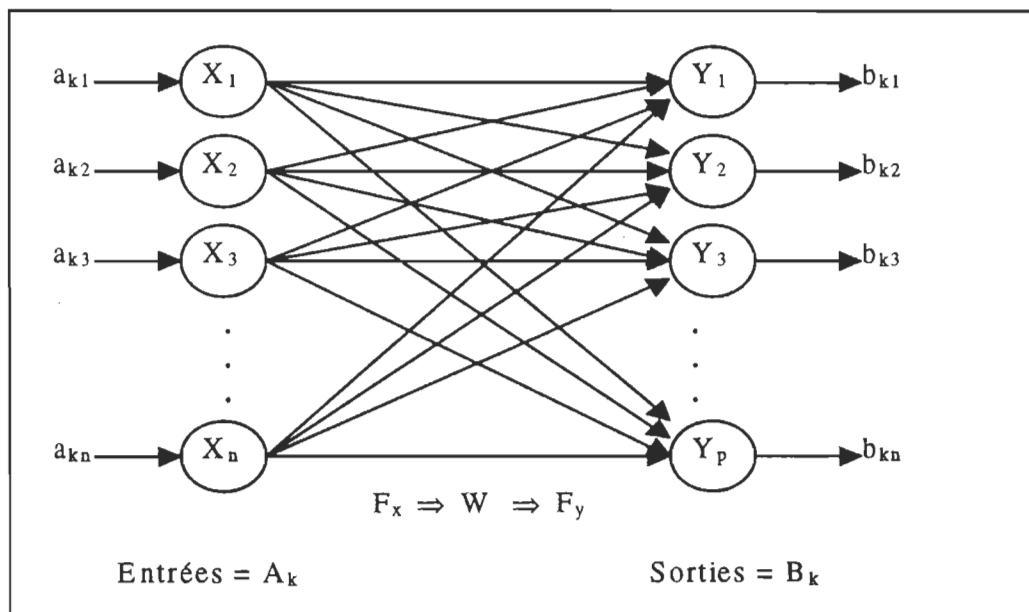 a_k1 X_1 Y_1 b_k1
a_k2 X_2 Y_2 b_k2
a_k3 X_3 Y_3 b_k3
a_kn X_n Y_p b_kn
F_x ⇒ W ⇒ F_y
Entrées = A_k Sorties = B_k